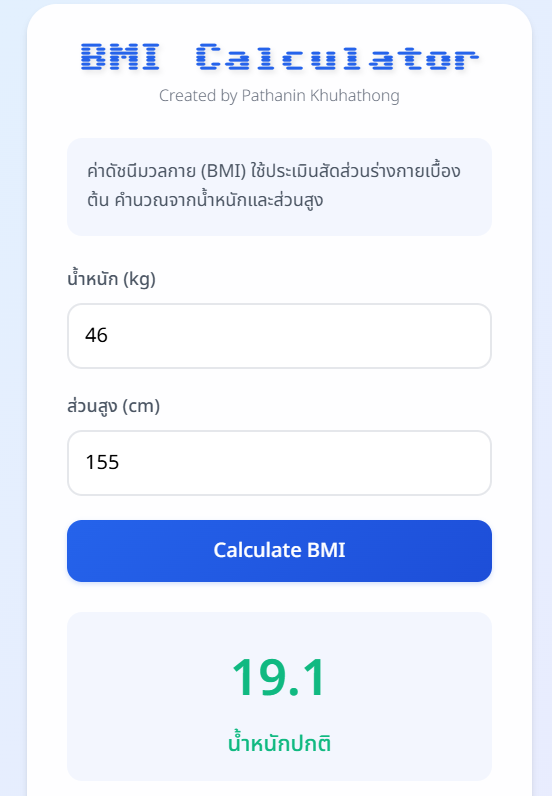 BMI Calculator
Created by Pathanin Khuhathong
ค่าดัชนีมวลกาย (BMI) ใช้ประเมินสัดส่วนร่างกายเบื้อง
ต้น คำนวณจากน้ำหนักและส่วนสูง
น้ำหนัก (kg)
46
ส่วนสูง (cm)
155
Calculate BMI
19.1
น้ำหนักปกติ